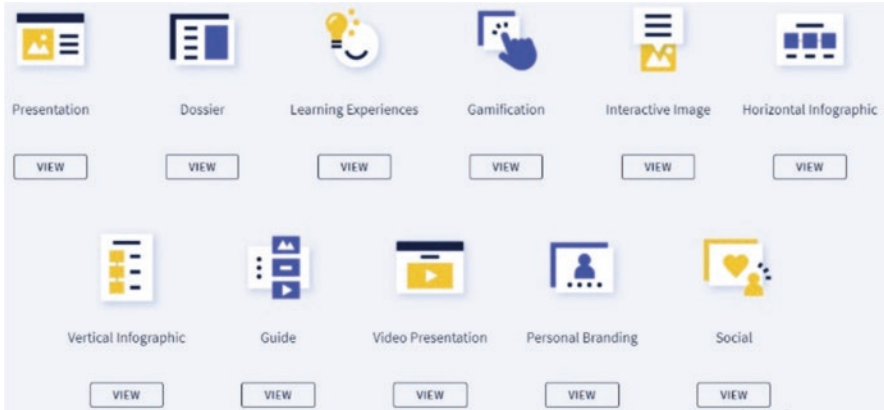 Presentation Dossier Learning Experiences Gamification Interactive Image Horizontal Infographic
VIEW VIEW VIEW VIEW VIEW VIEW
Vertical Infographic Guide Video Presentation Personal Branding Social
VIEW VIEW VIEW VIEW VIEW